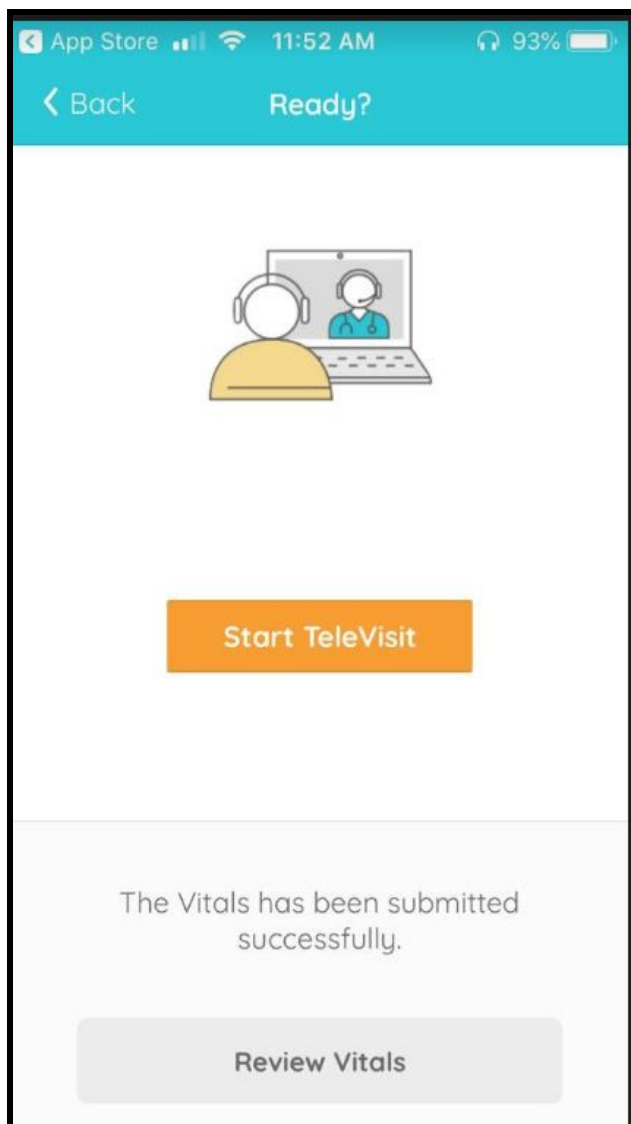 App Store 11:52 AM 93%
Back Ready?
Start TeleVisit
The Vitals has been submitted
successfully.
Review Vitals